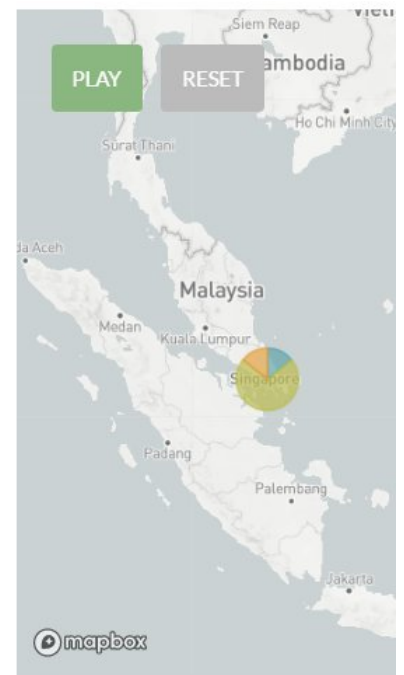 Siem Reap
PLAY
RESET
ambodia
Ho Chi Minh City
Surat Thani
da Aceh
Malaysia
Medan
Kuala Lumpur
Singapore
Padang
Palembang
Jakarta
mapbox